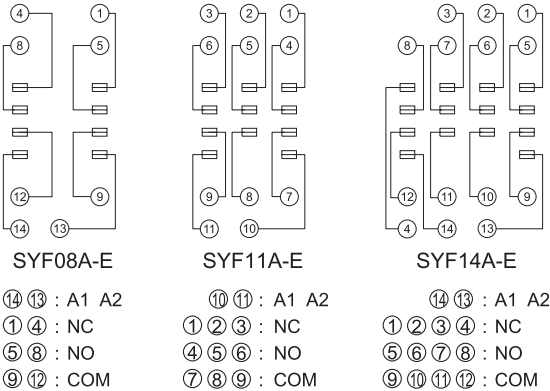 ④ ① ③ ② ① ③ ② ①
⑧ ⑤ ⑥ ⑤ ④ ⑧ ⑦ ⑥ ⑤
⑫ ⑨ ⑨ ⑧ ⑦ ⑫ ⑪ ⑩ ⑨
⑭ ⑬ ⑪ ⑩ ④ ⑭ ⑬
SYF08A-E SYF11A-E SYF14A-E
⑭ ⑬ : A1 A2 ⑩ ⑪ : A1 A2 ⑭ ⑬ : A1 A2
① ④ : NC ① ② ③ : NC ① ② ③ ④ : NC
⑤ ⑧ : NO ④ ⑤ ⑥ : NO ⑤ ⑥ ⑦ ⑧ : NO
⑨ ⑫ : COM ⑦ ⑧ ⑨ : COM ⑨ ⑩ ⑪ ⑫ : COM